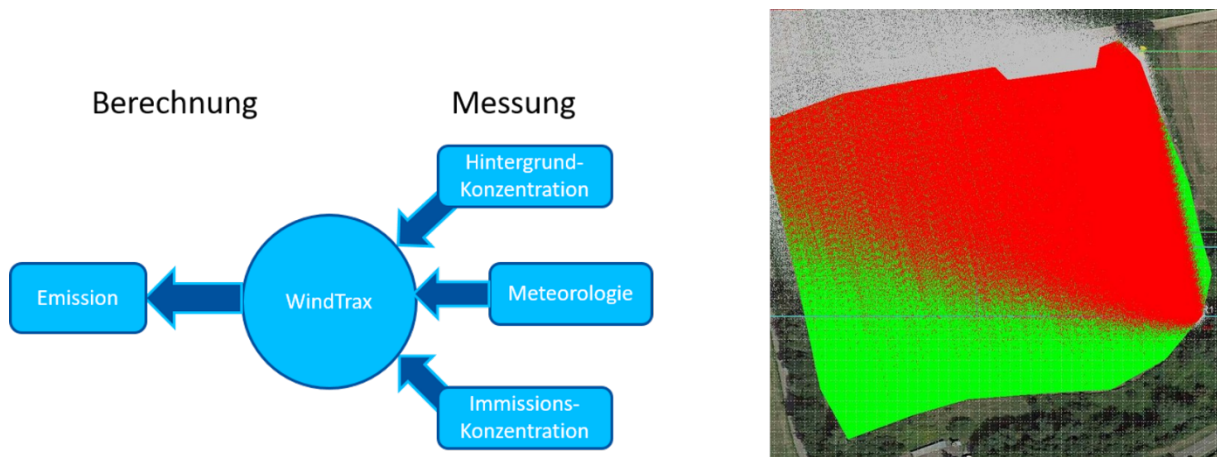 Berechnung
Messung
Hintergrund-
Konzentration
Emission
WindTrax
Meteorologie
Immissions-
Konzentration